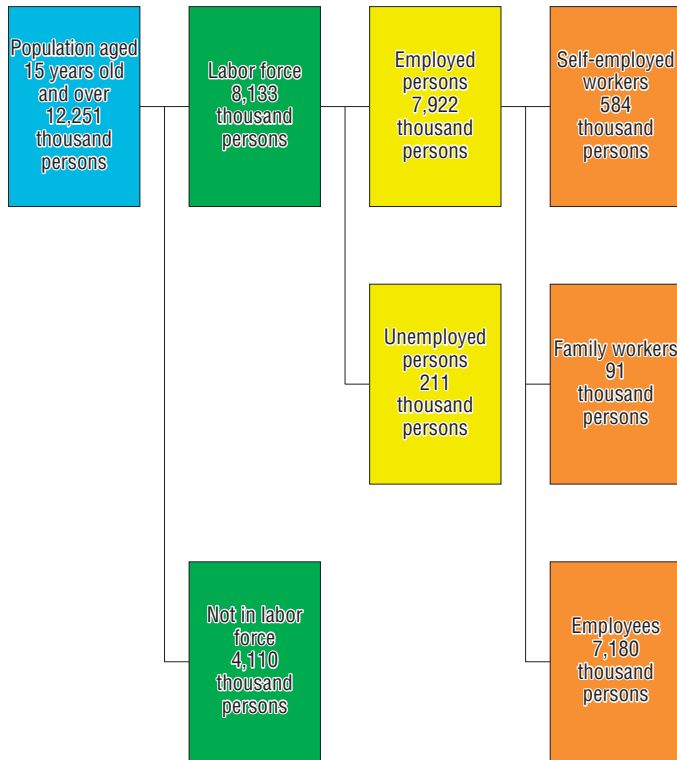 Population aged
15 years old
and over
12,251
thousand
persons
Labor force
8,133
thousand
persons
Employed
persons
7,922
thousand
persons
Self-employed
workers
584
thousand
persons
Unemployed
persons
211
thousand
persons
Family workers
91
thousand
persons
Not in labor
force
4,110
thousand
persons
Employees
7,180
thousand
persons